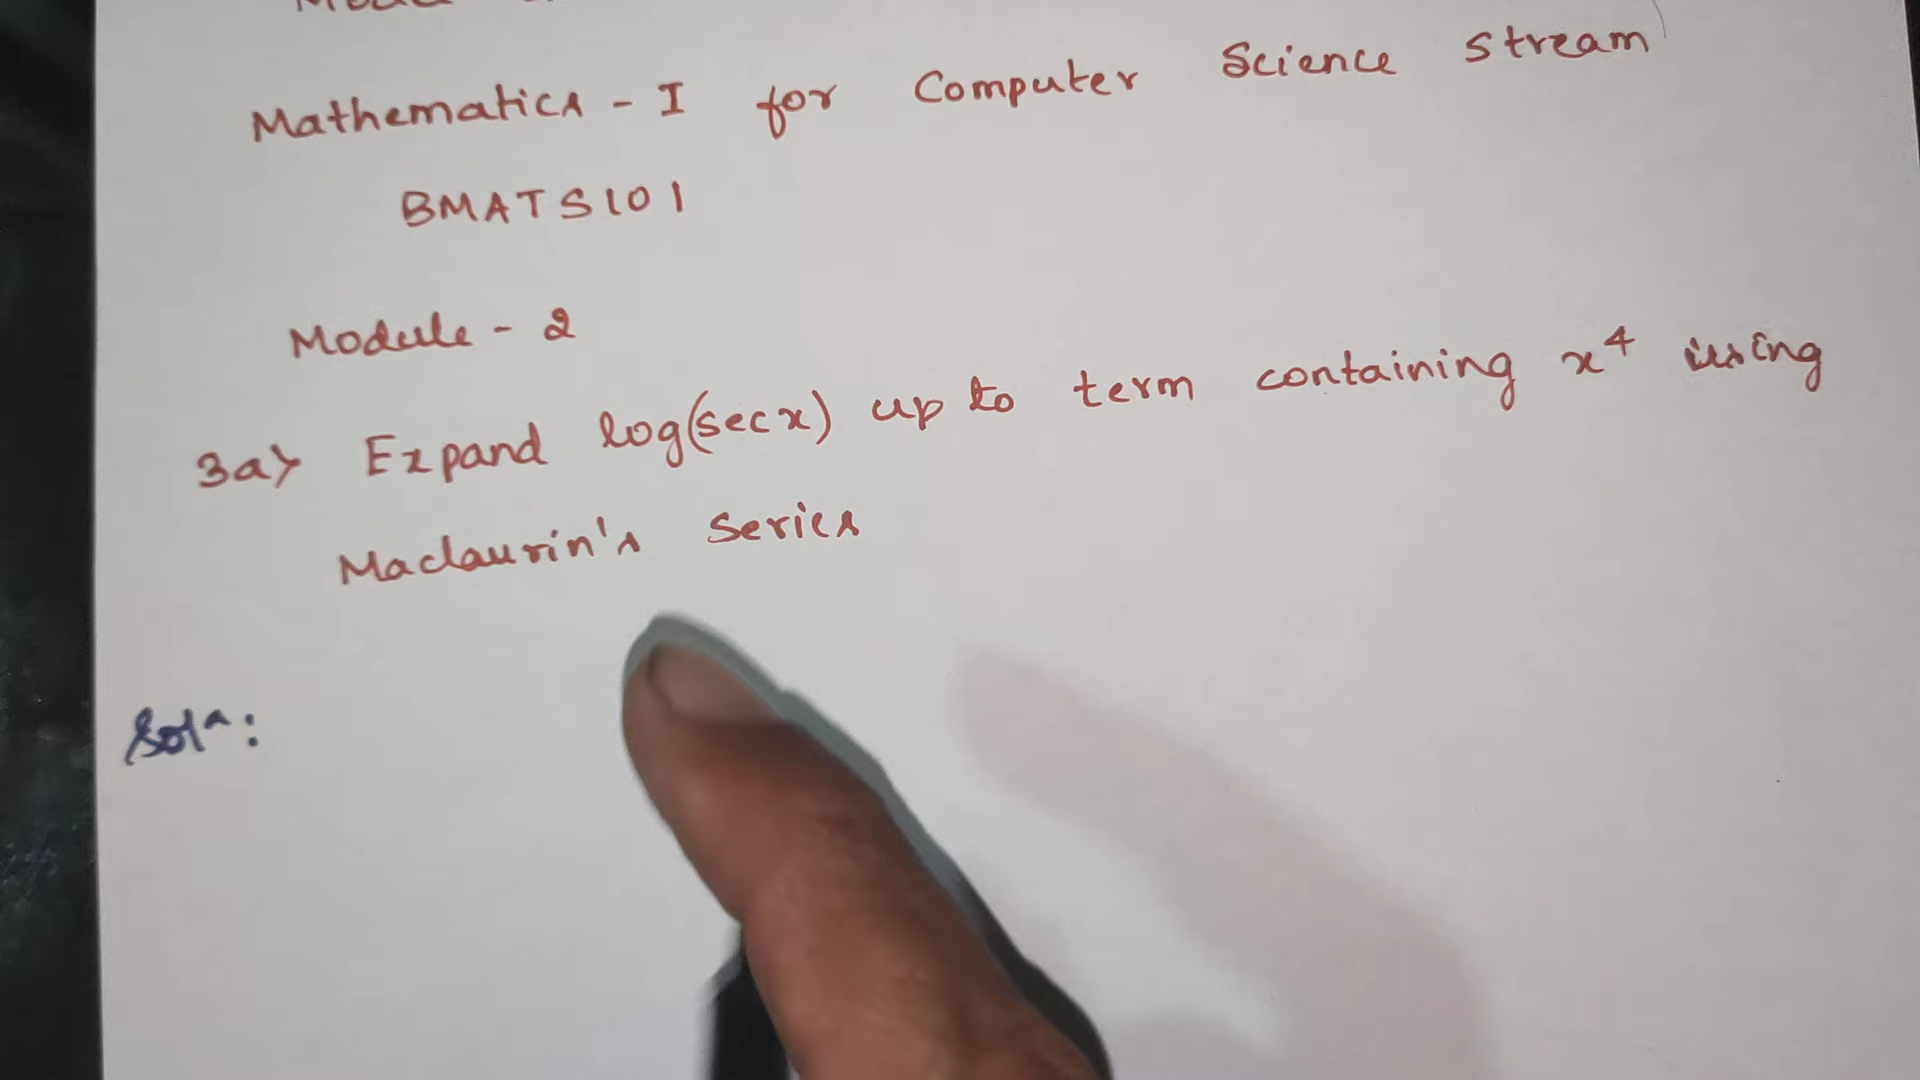 Mathematics - I for Computer Science stream
BMATS101
Module - 2
3a> Expand log(secx) up to term containing x⁴ using
Maclaurin's Series
Solⁿ: